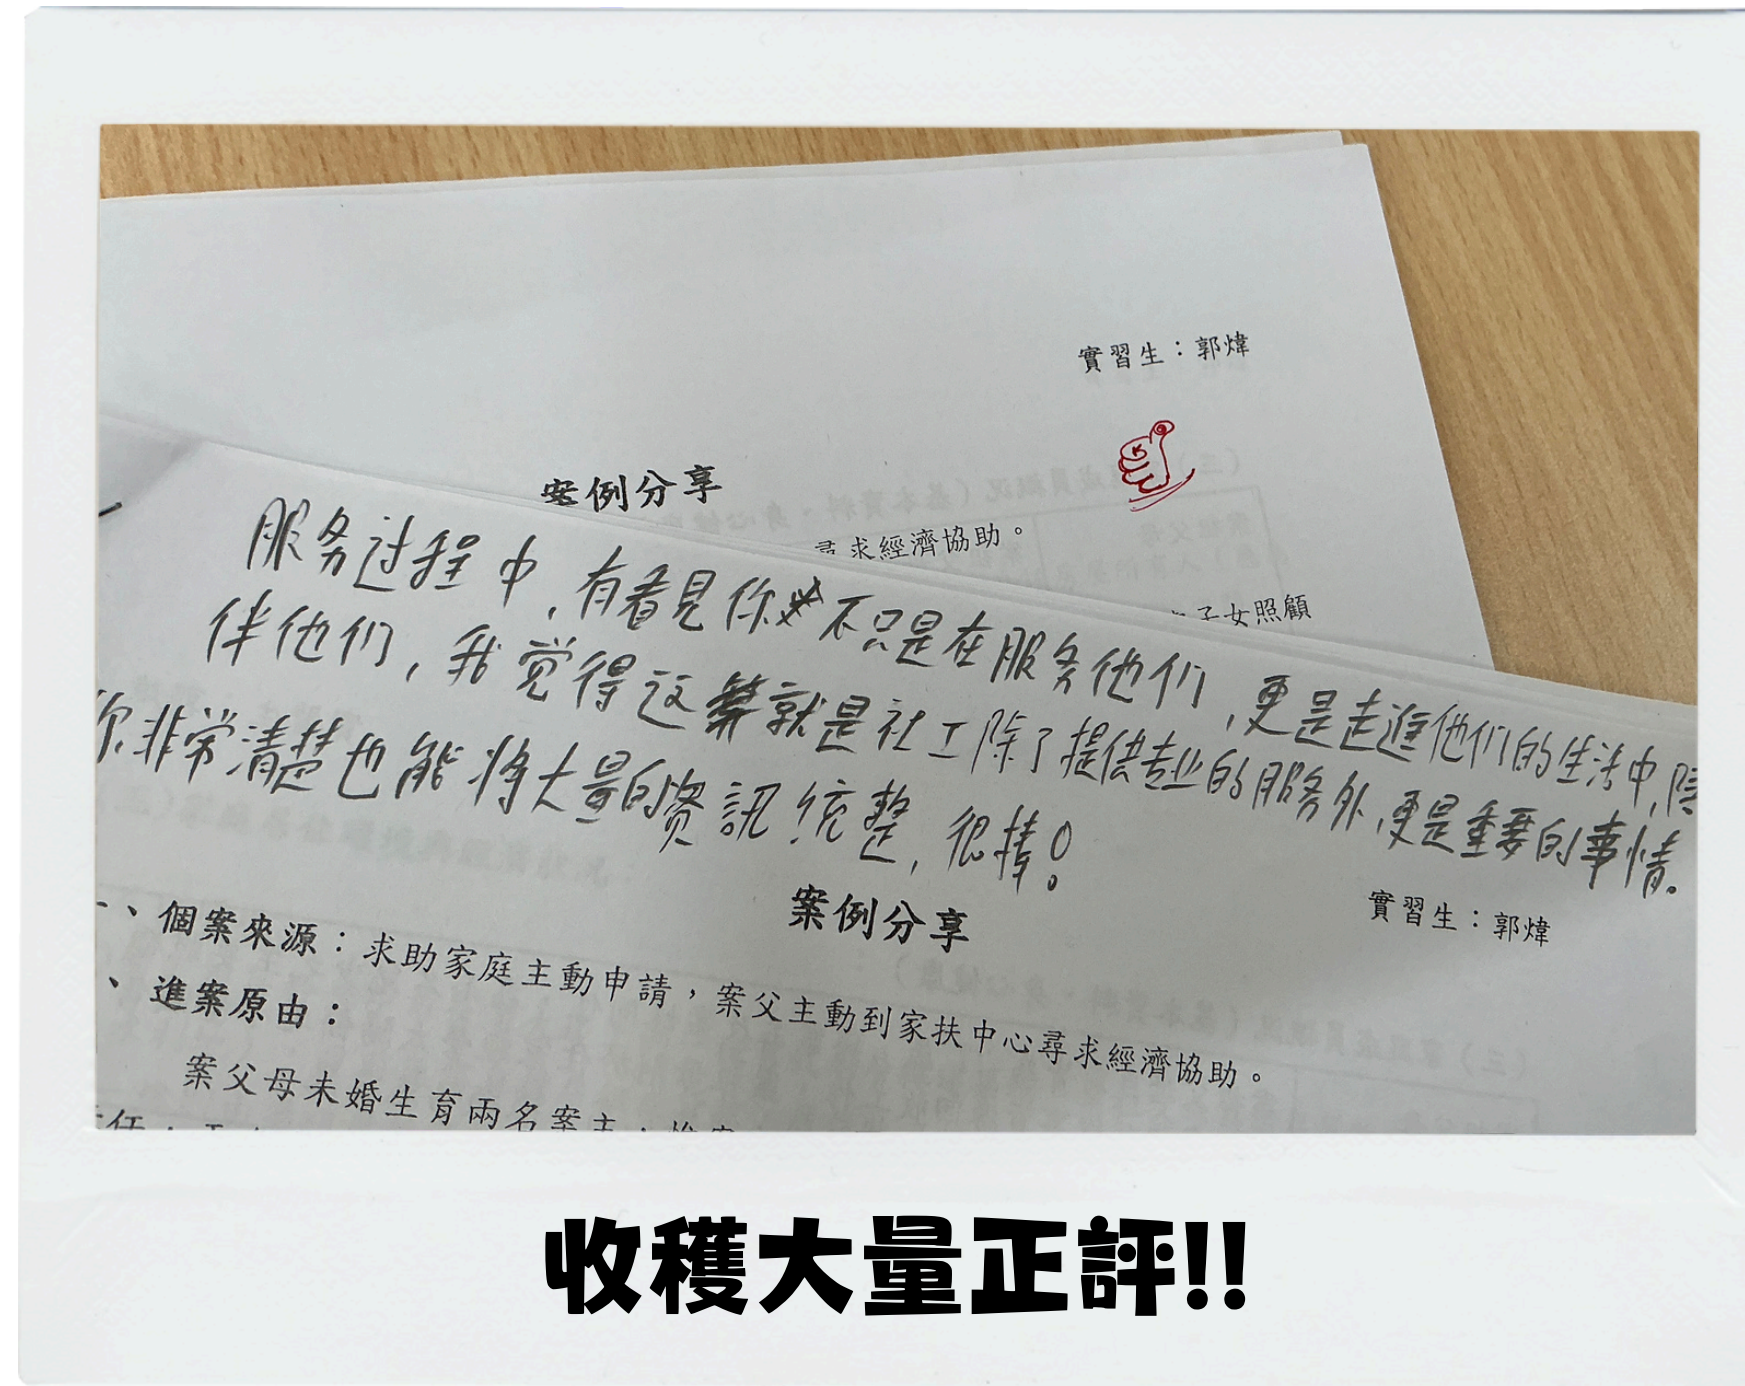 實習生：郭煒
案例分享
尋求經濟協助。
子女照顧
服务过程中，有看見你不只是在服务他们，更是走進他们的生活中，陪
伴他们，我觉得这算就是社工除了提供专业的服务外，更是重要的事情。
你非常清楚也能将大量的资訊统整，很棒！
案例分享
實習生：郭煒
一、個案來源：求助家庭主動申請，案父主動到家扶中心尋求經濟協助。
、進案原由：
案父母未婚生育兩名案主，
收穫大量正評!!